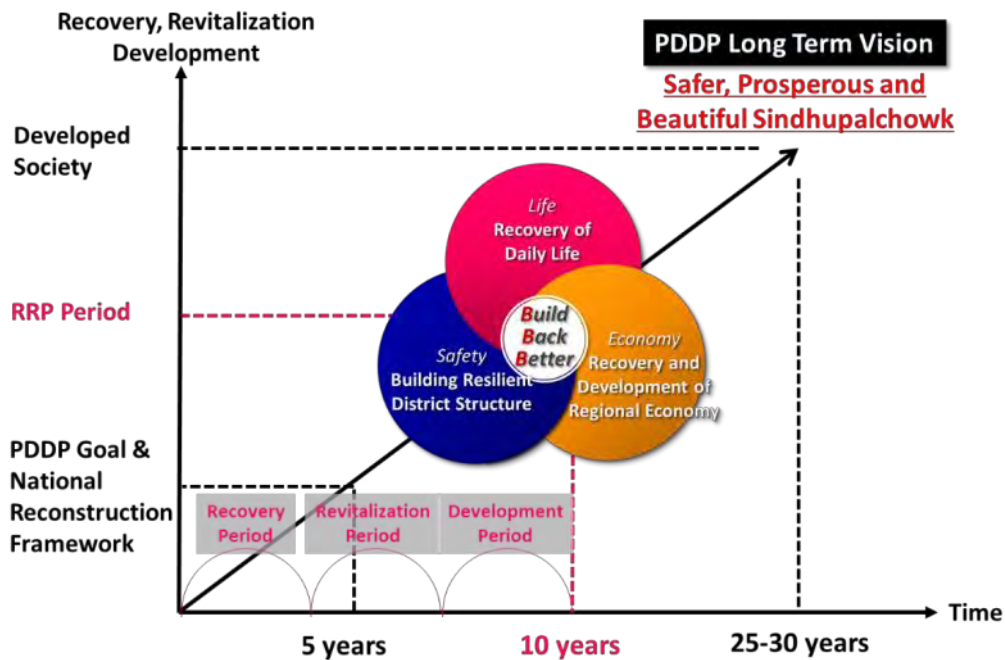 Recovery, Revitalization
Development
PDDP Long Term Vision
Safer, Prosperous and
Beautiful Sindhupalchowk
Developed
Society
Life
Recovery of
Daily Life
RRP Period
Build
Back
Better
Safety
Building Resilient
District Structure
Economy
Recovery and
Development of
Regional Economy
PDDP Goal &
National
Reconstruction
Framework
Recovery
Period
Revitalization
Period
Development
Period
Time
5 years
10 years
25-30 years